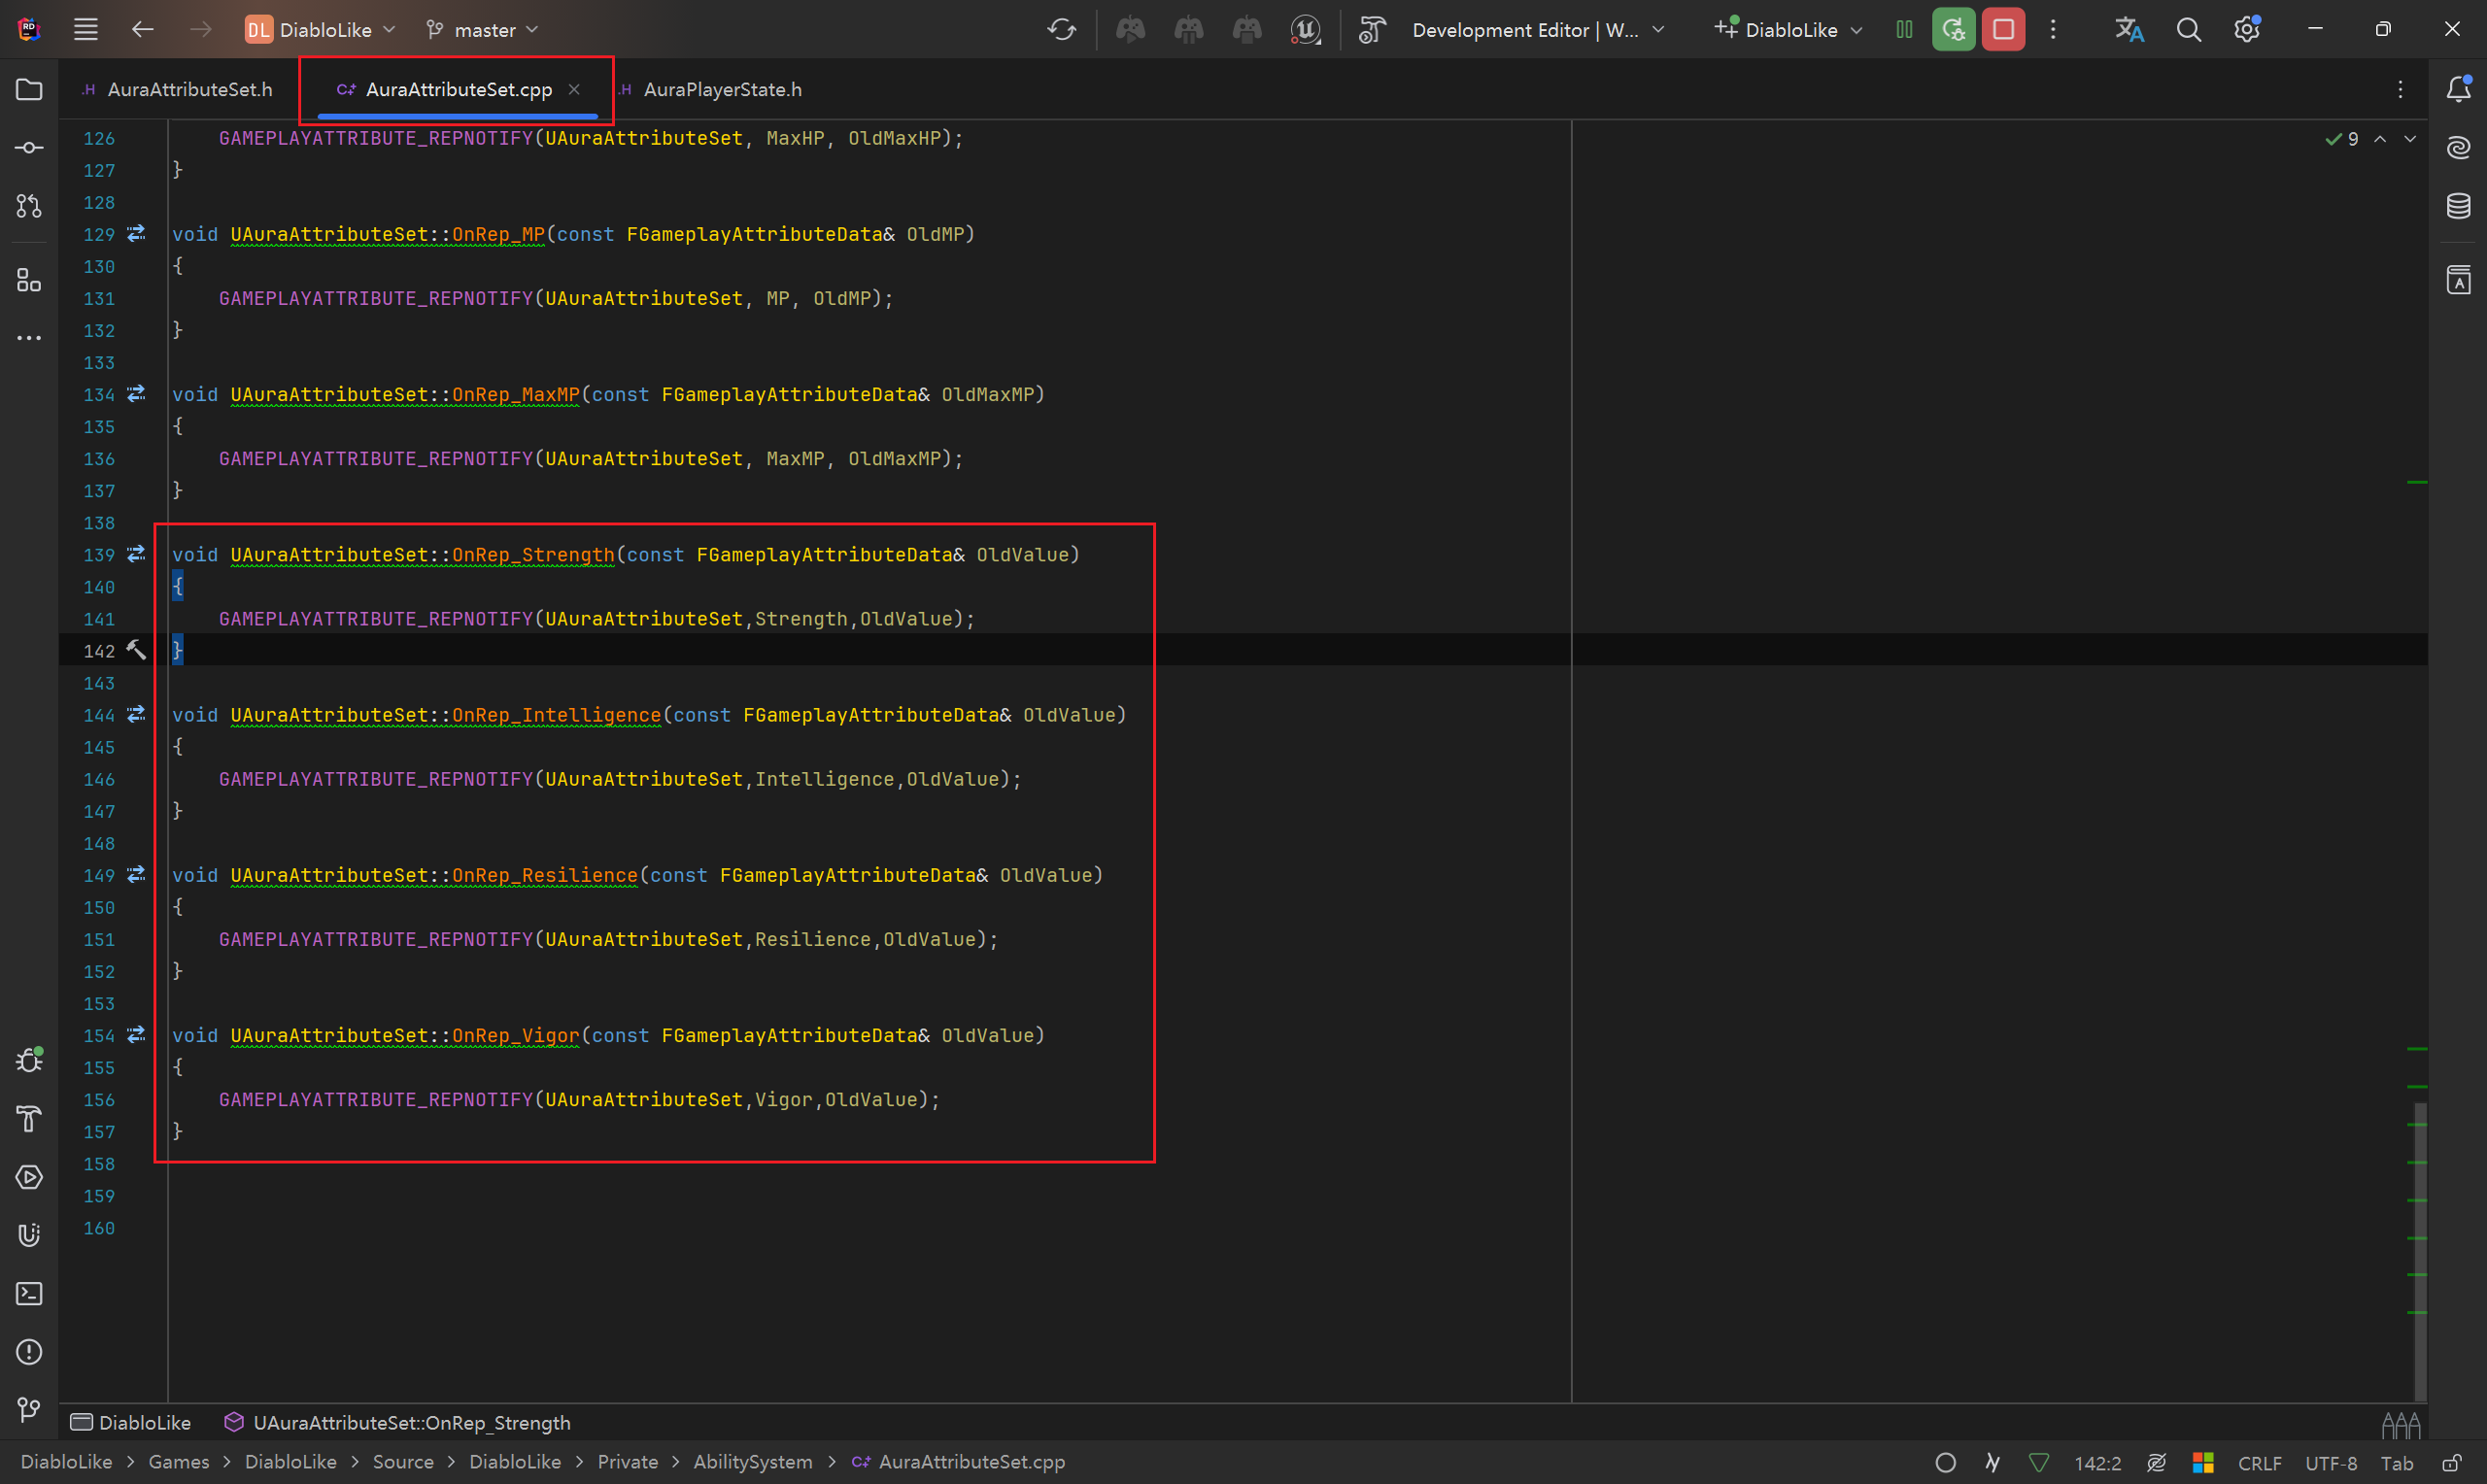 DL DiabloLike master Development Editor | W... DiabloLike
.H AuraAttributeSet.h C++ AuraAttributeSet.cpp .H AuraPlayerState.h
9
126 GAMEPLAYATTRIBUTE_REPNOTIFY(UAuraAttributeSet, MaxHP, OldMaxHP);
127 }
128
129 void UAuraAttributeSet::OnRep_MP(const FGameplayAttributeData& OldMP)
130 {
131 GAMEPLAYATTRIBUTE_REPNOTIFY(UAuraAttributeSet, MP, OldMP);
132 }
133
134 void UAuraAttributeSet::OnRep_MaxMP(const FGameplayAttributeData& OldMaxMP)
135 {
136 GAMEPLAYATTRIBUTE_REPNOTIFY(UAuraAttributeSet, MaxMP, OldMaxMP);
137 }
138
139 void UAuraAttributeSet::OnRep_Strength(const FGameplayAttributeData& OldValue)
140 {
141 GAMEPLAYATTRIBUTE_REPNOTIFY(UAuraAttributeSet,Strength,OldValue);
142 }
143
144 void UAuraAttributeSet::OnRep_Intelligence(const FGameplayAttributeData& OldValue)
145 {
146 GAMEPLAYATTRIBUTE_REPNOTIFY(UAuraAttributeSet,Intelligence,OldValue);
147 }
148
149 void UAuraAttributeSet::OnRep_Resilience(const FGameplayAttributeData& OldValue)
150 {
151 GAMEPLAYATTRIBUTE_REPNOTIFY(UAuraAttributeSet,Resilience,OldValue);
152 }
153
154 void UAuraAttributeSet::OnRep_Vigor(const FGameplayAttributeData& OldValue)
155 {
156 GAMEPLAYATTRIBUTE_REPNOTIFY(UAuraAttributeSet,Vigor,OldValue);
157 }
158
159
160
DiabloLike UAuraAttributeSet::OnRep_Strength
DiabloLike > Games > DiabloLike > Source > DiabloLike > Private > AbilitySystem > C++ AuraAttributeSet.cpp 142:2 CRLF UTF-8 Tab